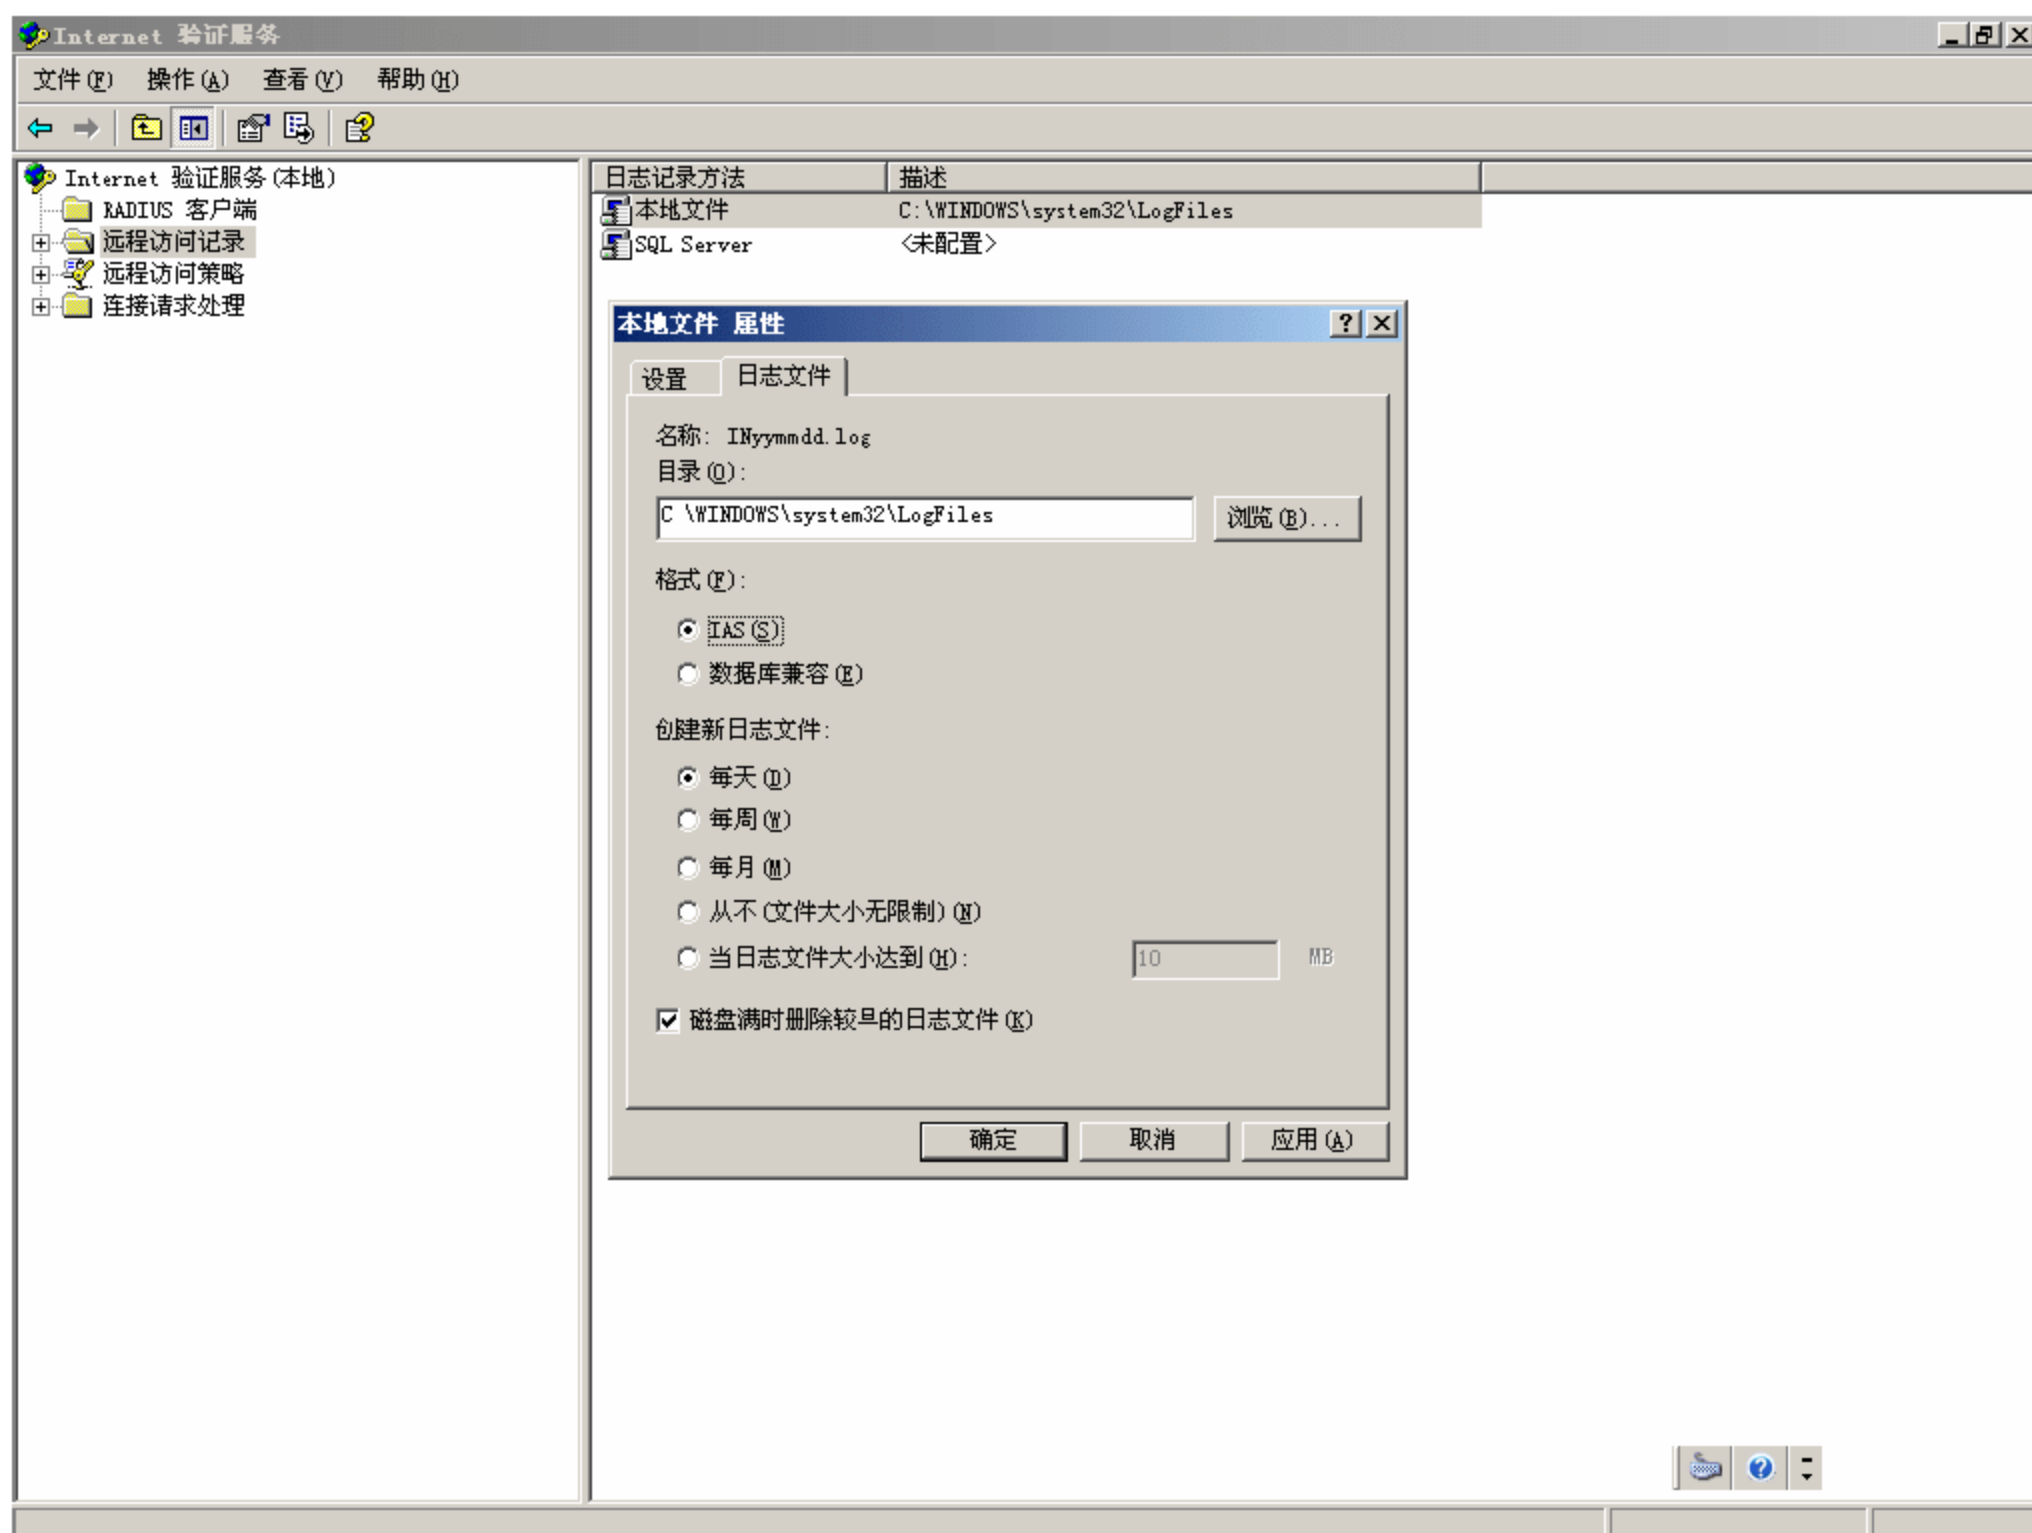 Internet 验证服务
文件(F) 操作(A) 查看(V) 帮助(H)
Internet 验证服务(本地)
RADIUS 客户端
远程访问记录
远程访问策略
连接请求处理
日志记录方法 描述
本地文件 C:\WINDOWS\system32\LogFiles
SQL Server <未配置>
本地文件 属性
设置 日志文件
名称: INyymmdd.log
目录(O):
C \WINDOWS\system32\LogFiles 浏览(B)...
格式(F):
IAS(S)
数据库兼容(E)
创建新日志文件:
每天(D)
每周(W)
每月(M)
从不(文件大小无限制)(N)
当日志文件大小达到(H): 10 MB
磁盘满时删除较早的日志文件(K)
确定 取消 应用(A)